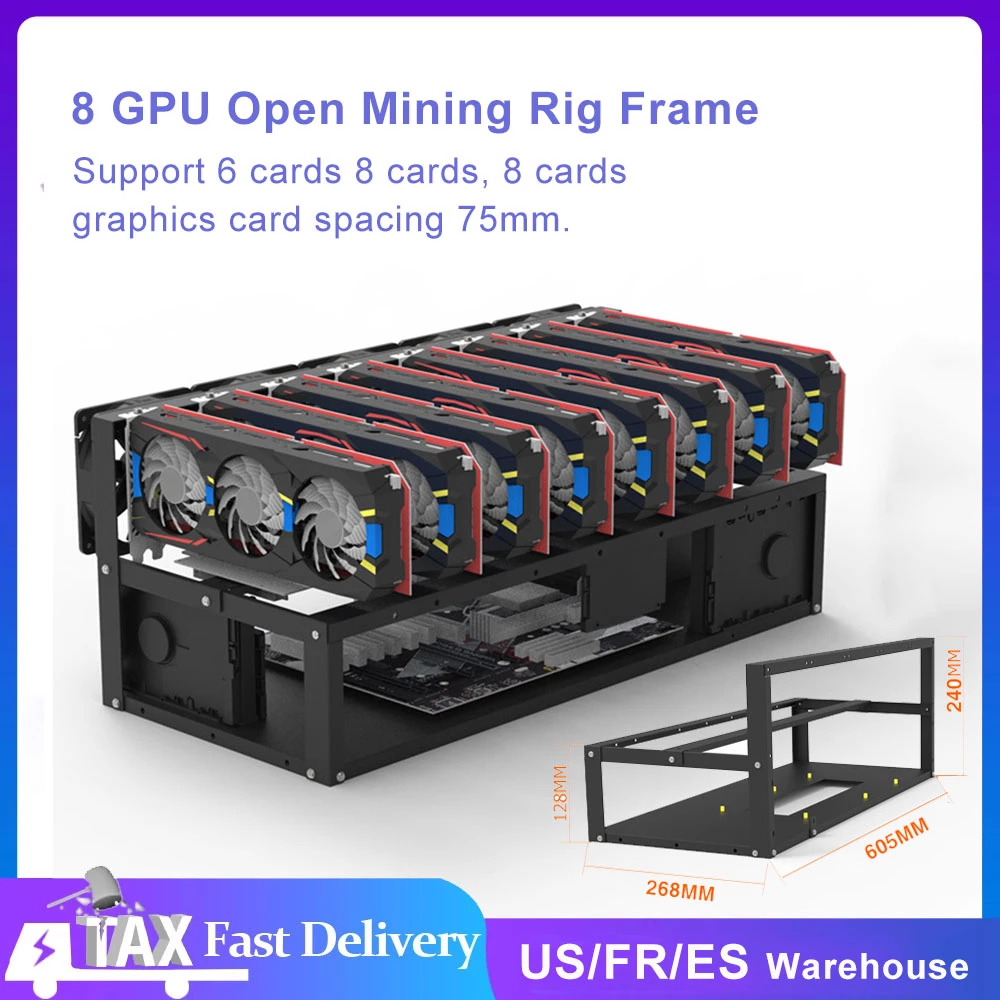 8 GPU Open Mining Rig Frame
Support 6 cards 8 cards, 8 cards
graphics card spacing 75mm.
240MM
128MM
605MM
268MM
TAX Fast Delivery
US/FR/ES Warehouse